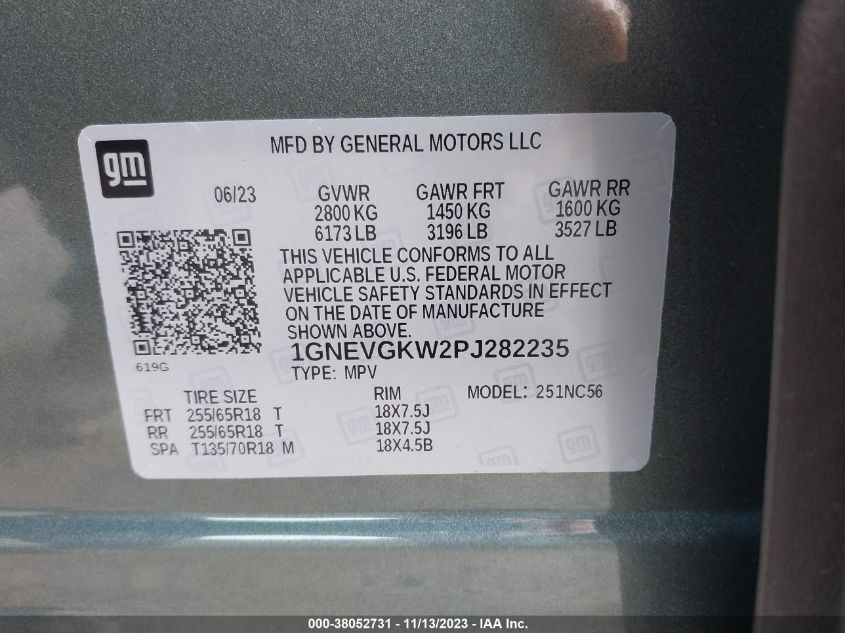 gm
MFD BY GENERAL MOTORS LLC
06/23 GVWR GAWR FRT GAWR RR
2800 KG 1450 KG 1600 KG
6173 LB 3196 LB 3527 LB
THIS VEHICLE CONFORMS TO ALL
APPLICABLE U.S. FEDERAL MOTOR
VEHICLE SAFETY STANDARDS IN EFFECT
ON THE DATE OF MANUFACTURE
SHOWN ABOVE.
619G
1GNEVGKW2PJ282235
TYPE: MPV
MODEL: 251NC56
TIRE SIZE RIM
FRT 255/65R18 T 18X7.5J
RR 255/65R18 T 18X7.5J
SPA T135/70R18 M 18X4.5B
000-38052731 - 11/13/2023 - IAA Inc.